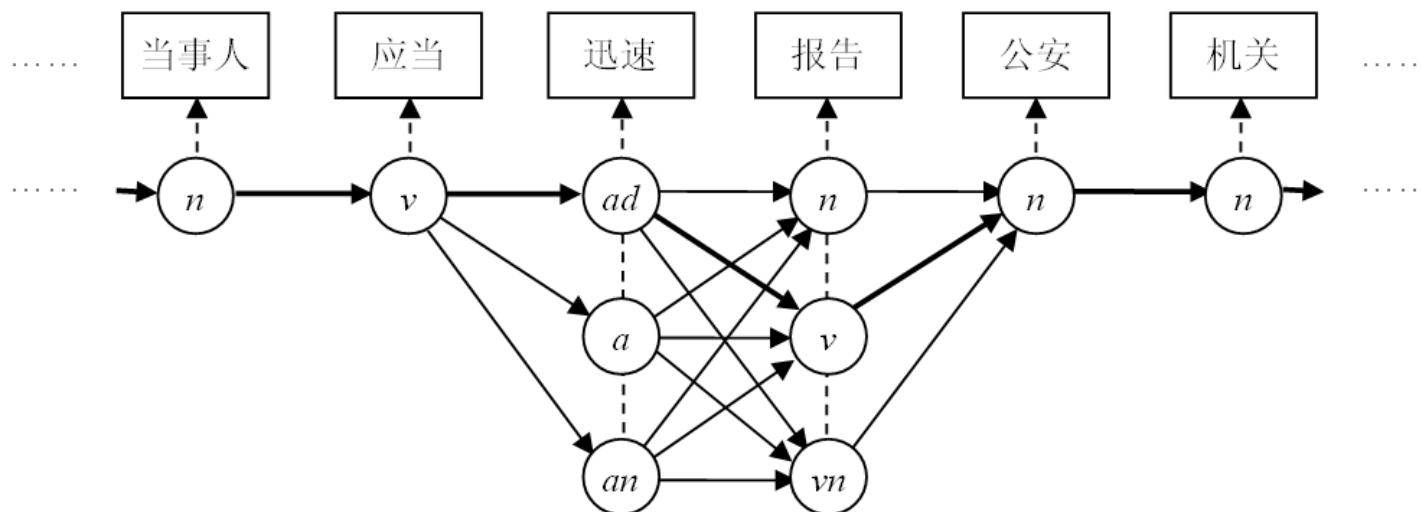 …… 当事人 应当 迅速 报告 公安 机关 ……
…… n v ad n n n ……
a v
an vn